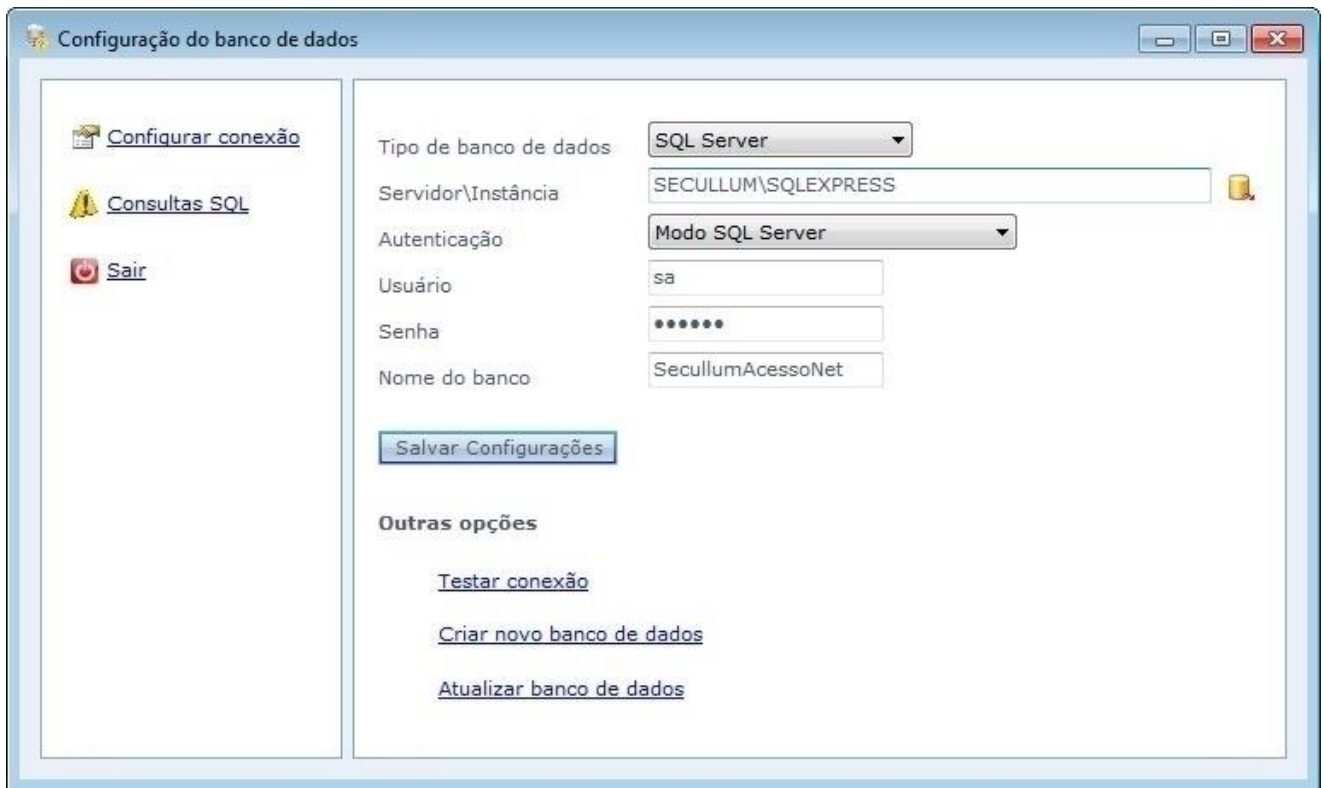 Configuração do banco de dados
Configurar conexão
Consultas SQL
Sair
Tipo de banco de dados SQL Server
Servidor\Instância SECULLUM\SQLEXPRESS
Autenticação Modo SQL Server
Usuário sa
Senha ••••••
Nome do banco SecullumAcessoNet
Salvar Configurações
Outras opções
Testar conexão
Criar novo banco de dados
Atualizar banco de dados